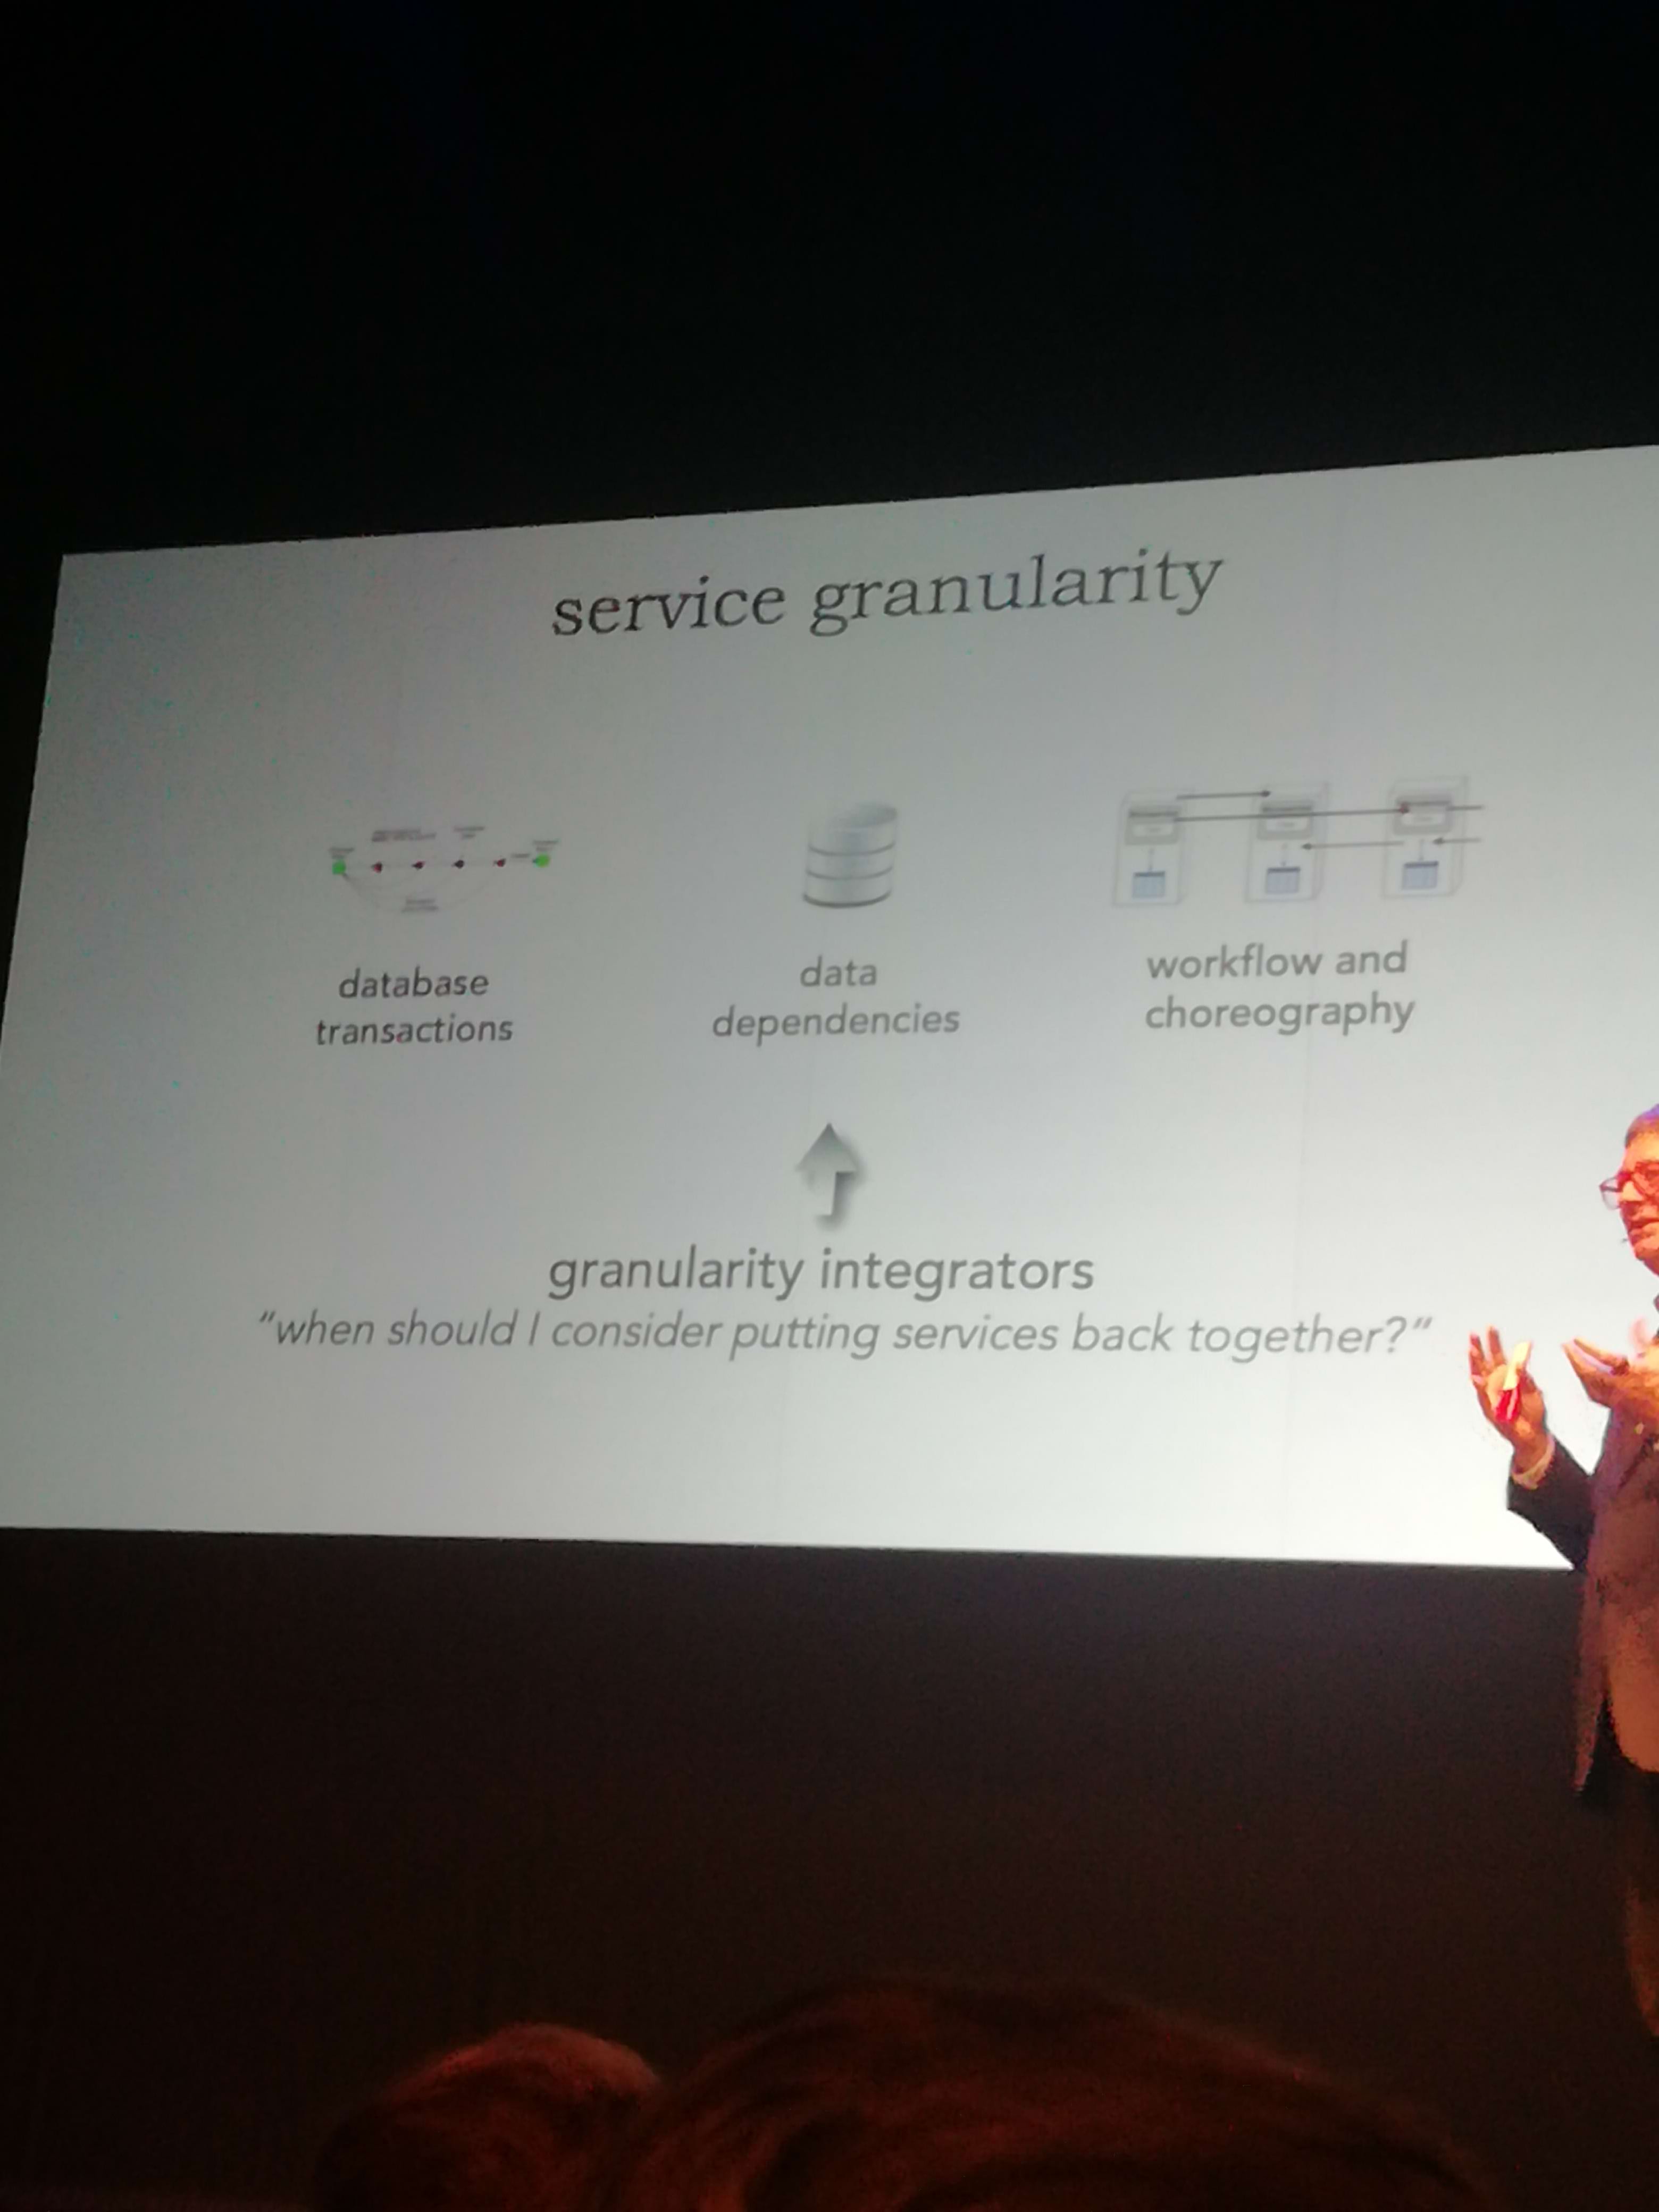 service granularity
database
transactions
data
dependencies
workflow and
choreography
granularity integrators
"when should I consider putting services back together?"